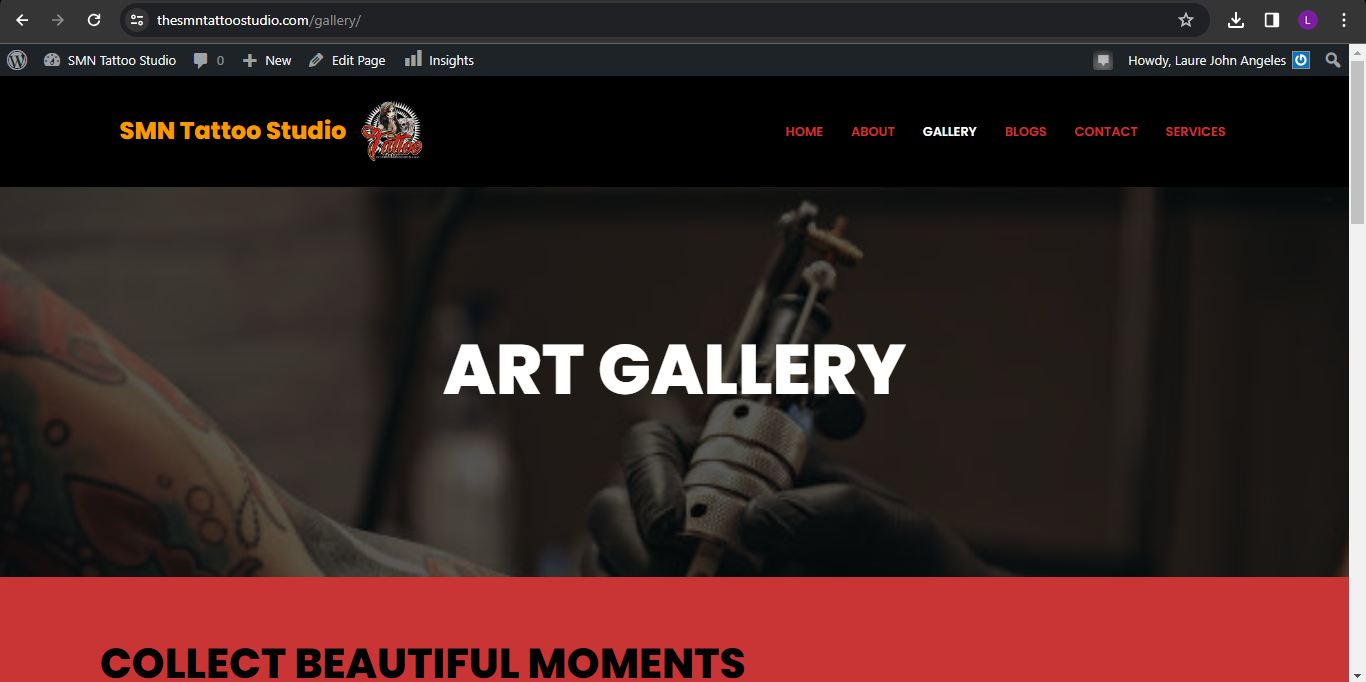 thesmntattoostudio.com/gallery/
L
SMN Tattoo Studio 0 New Edit Page Insights Howdy, Laure John Angeles
SMN Tattoo Studio Tattoo HOME ABOUT GALLERY BLOGS CONTACT SERVICES
ART GALLERY
COLLECT BEAUTIFUL MOMENTS